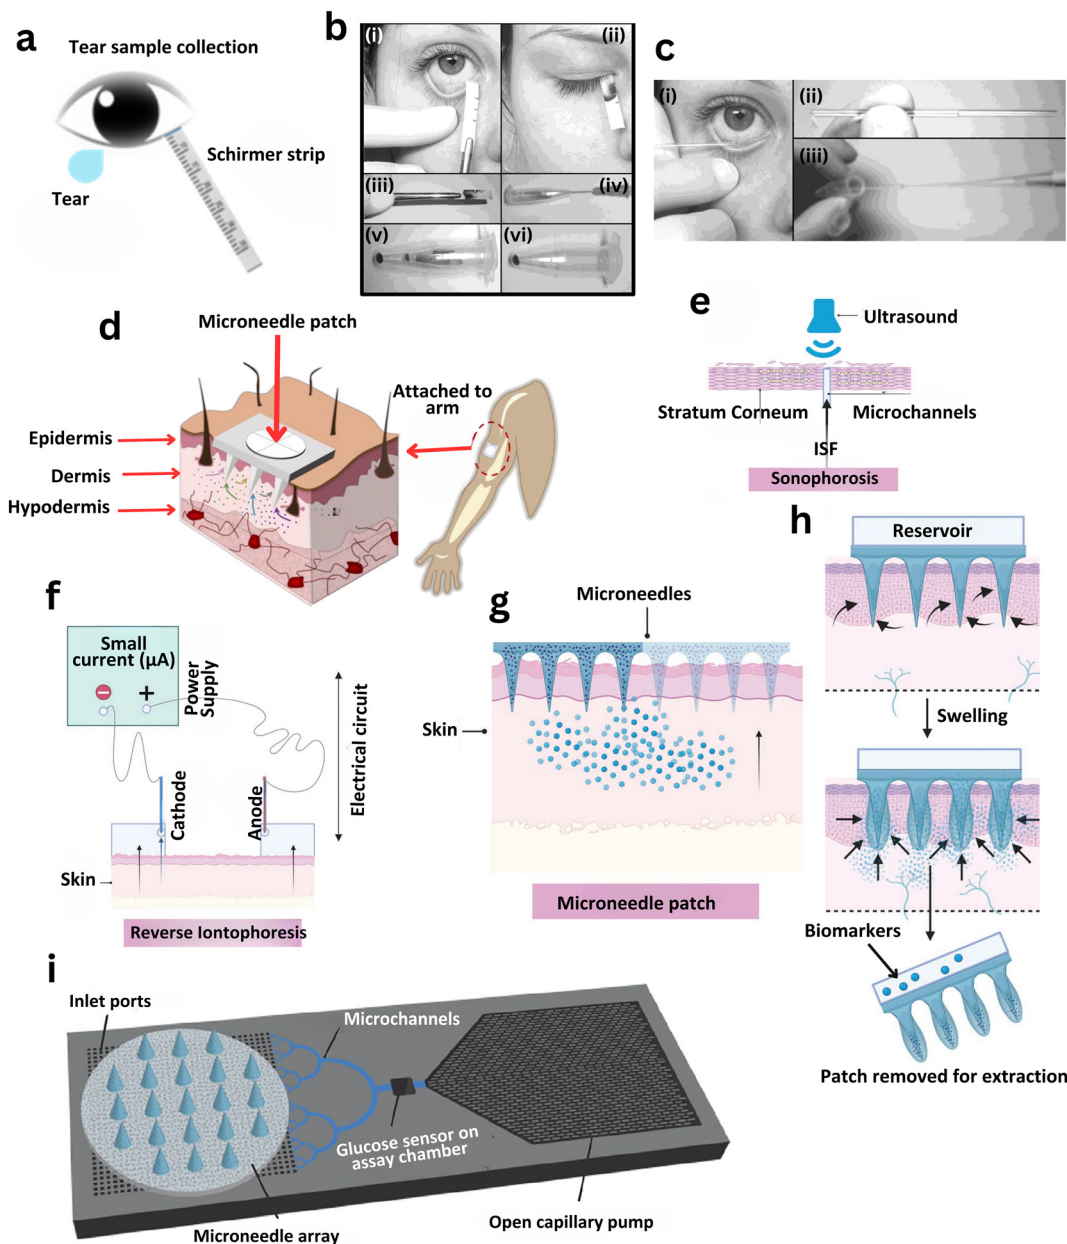 a
Tear sample collection
Schirmer strip
Tear
b
(i)
(ii)
(iii)
(iv)
(v)
(vi)
c
(i)
(ii)
(iii)
d
Microneedle patch
Attached to
arm
Epidermis
Dermis
Hypodermis
e
Ultrasound
Stratum Corneum
Microchannels
ISF
Sonophorosis
f
Small
current (µA)
Power
Supply
Electrical circuit
Cathode
Anode
Skin
Reverse Iontophoresis
g
Microneedles
Skin
Microneedle patch
h
Reservoir
Swelling
Biomarkers
Patch removed for extraction
i
Inlet ports
Microchannels
Glucose sensor on
assay chamber
Open capillary pump
Microneedle array